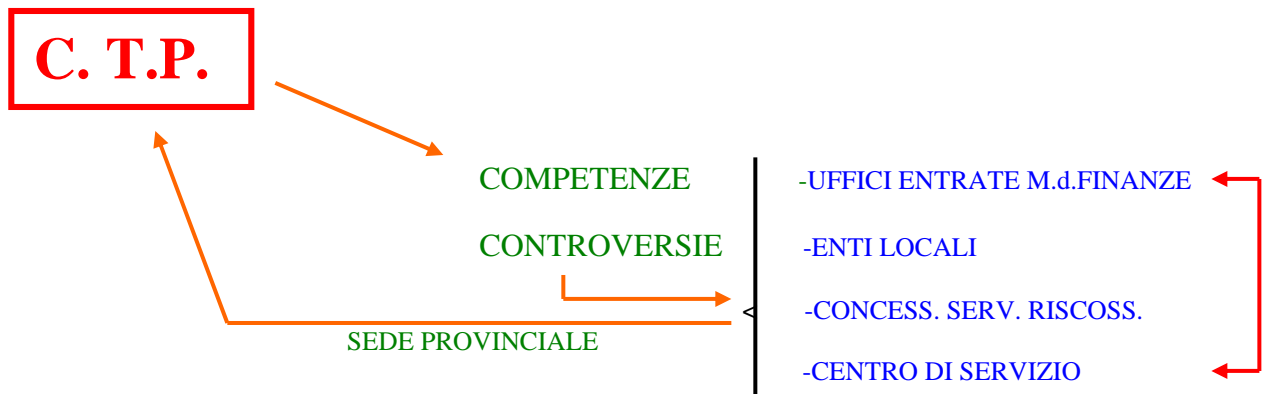 C. T.P.
COMPETENZE
-UFFICI ENTRATE M.d.FINANZE
CONTROVERSIE
-ENTI LOCALI
-CONCESS. SERV. RISCOSS.
SEDE PROVINCIALE
-CENTRO DI SERVIZIO